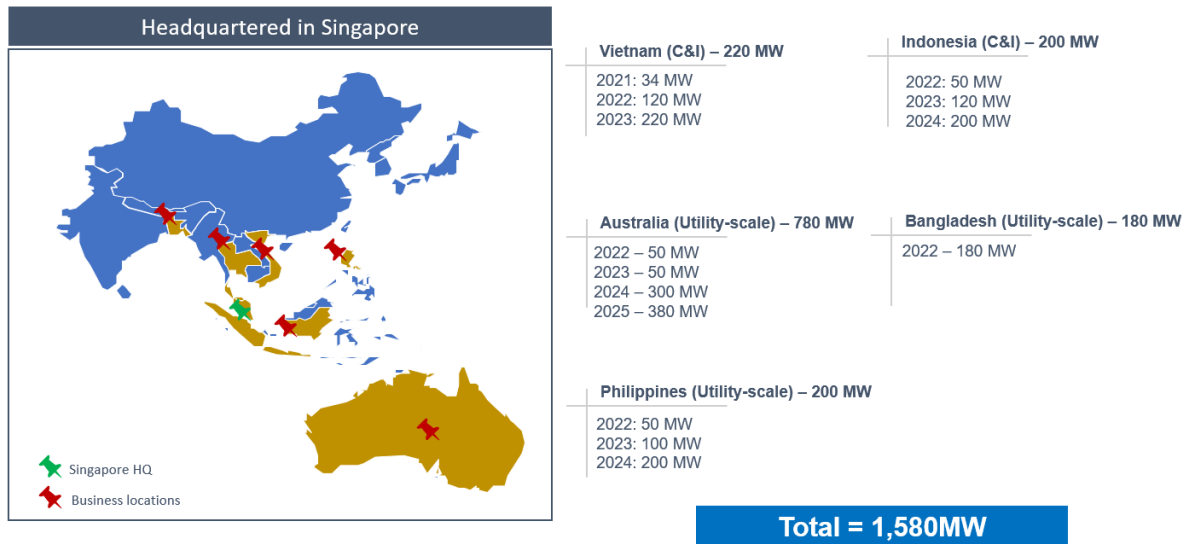 Headquartered in Singapore
Singapore HQ
Business locations
Vietnam (C&I) – 220 MW
2021: 34 MW
2022: 120 MW
2023: 220 MW
Indonesia (C&I) – 200 MW
2022: 50 MW
2023: 120 MW
2024: 200 MW
Australia (Utility-scale) – 780 MW
2022 – 50 MW
2023 – 50 MW
2024 – 300 MW
2025 – 380 MW
Bangladesh (Utility-scale) – 180 MW
2022 – 180 MW
Philippines (Utility-scale) – 200 MW
2022: 50 MW
2023: 100 MW
2024: 200 MW
Total = 1,580MW